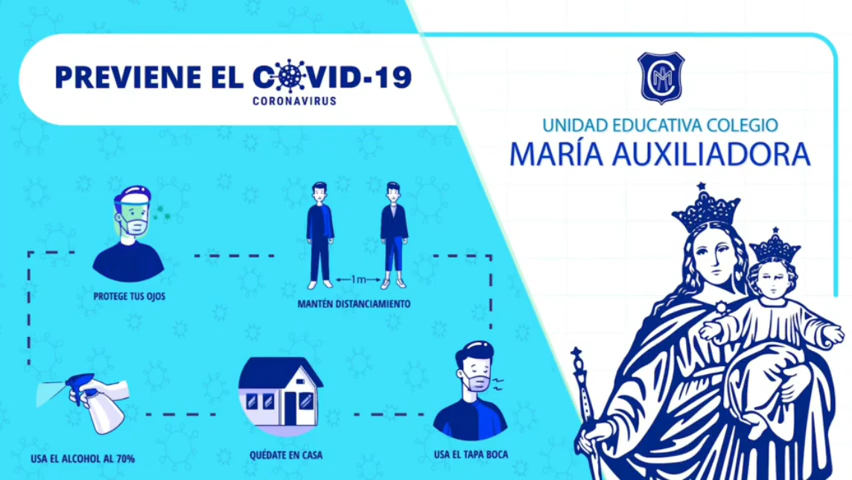 PREVIENE EL COVID-19
CORONAVIRUS
UNIDAD EDUCATIVA COLEGIO
MARÍA AUXILIADORA
PROTEGE TUS OJOS
1m
MANTÉN DISTANCIAMIENTO
USA EL ALCOHOL AL 70%
QUÉDATE EN CASA
USA EL TAPA BOCA